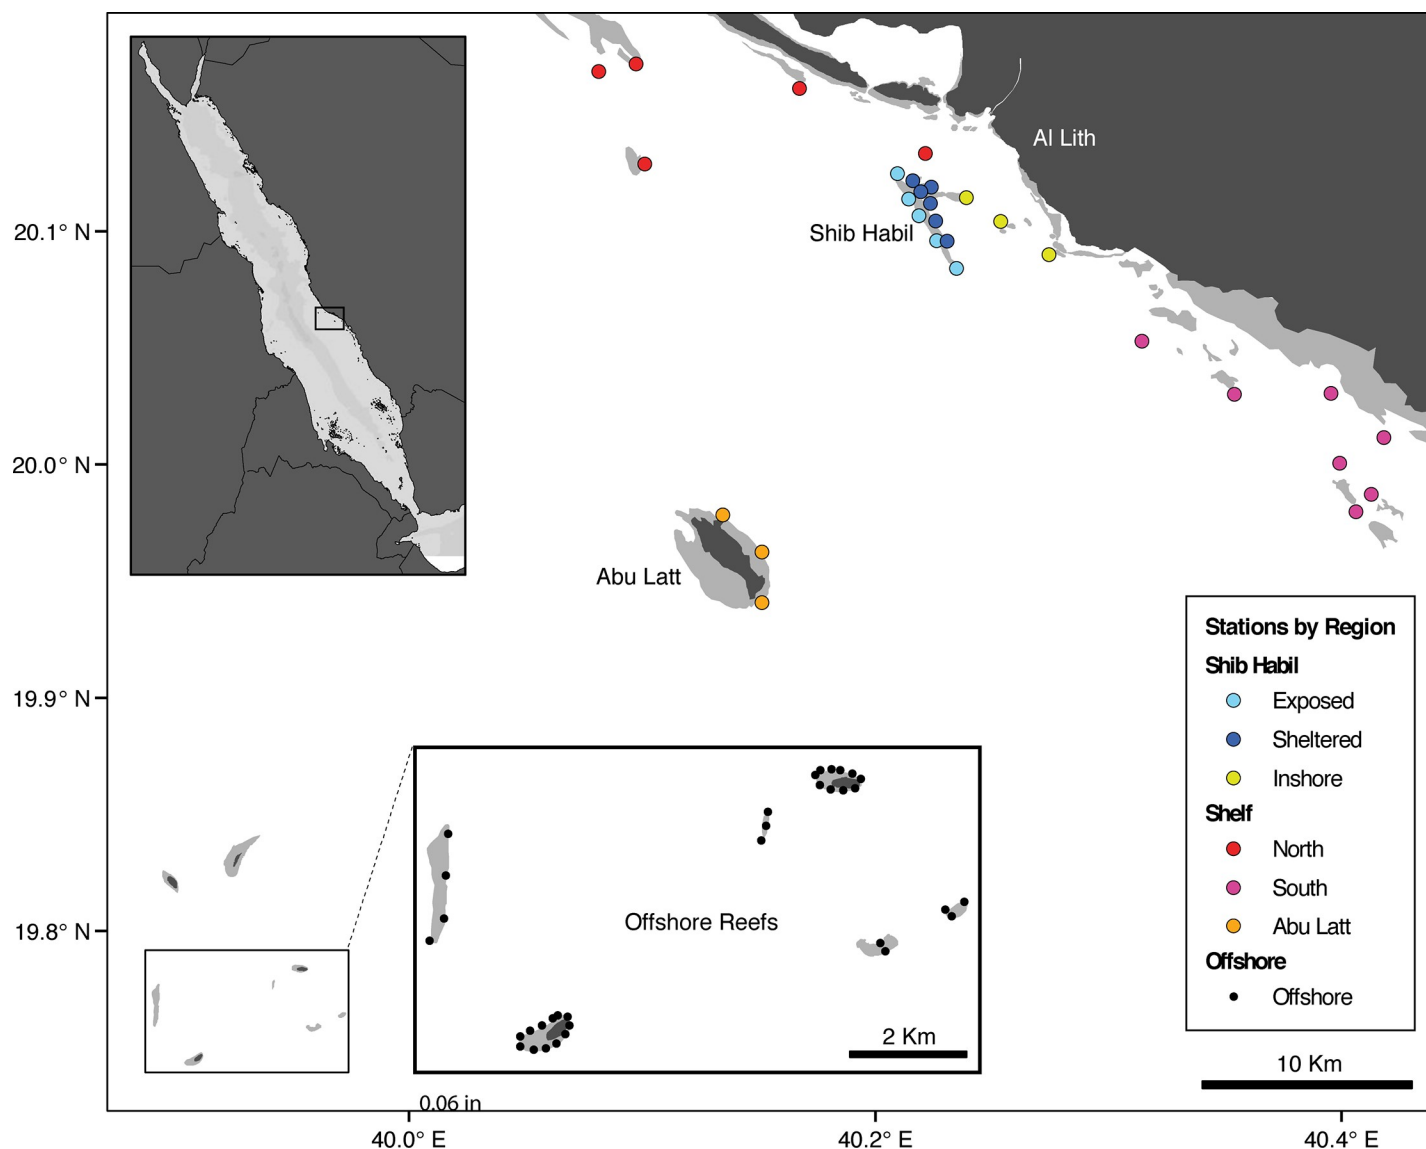 Al Lith
20.1° N
Shib Habil
20.0° N
Abu Latt
19.9° N
Stations by Region
Shib Habil
Exposed
Sheltered
Inshore
Shelf
North
South
Abu Latt
Offshore
Offshore
19.8° N
Offshore Reefs
2 Km
10 Km
0.06 in
40.0° E
40.2° E
40.4° E